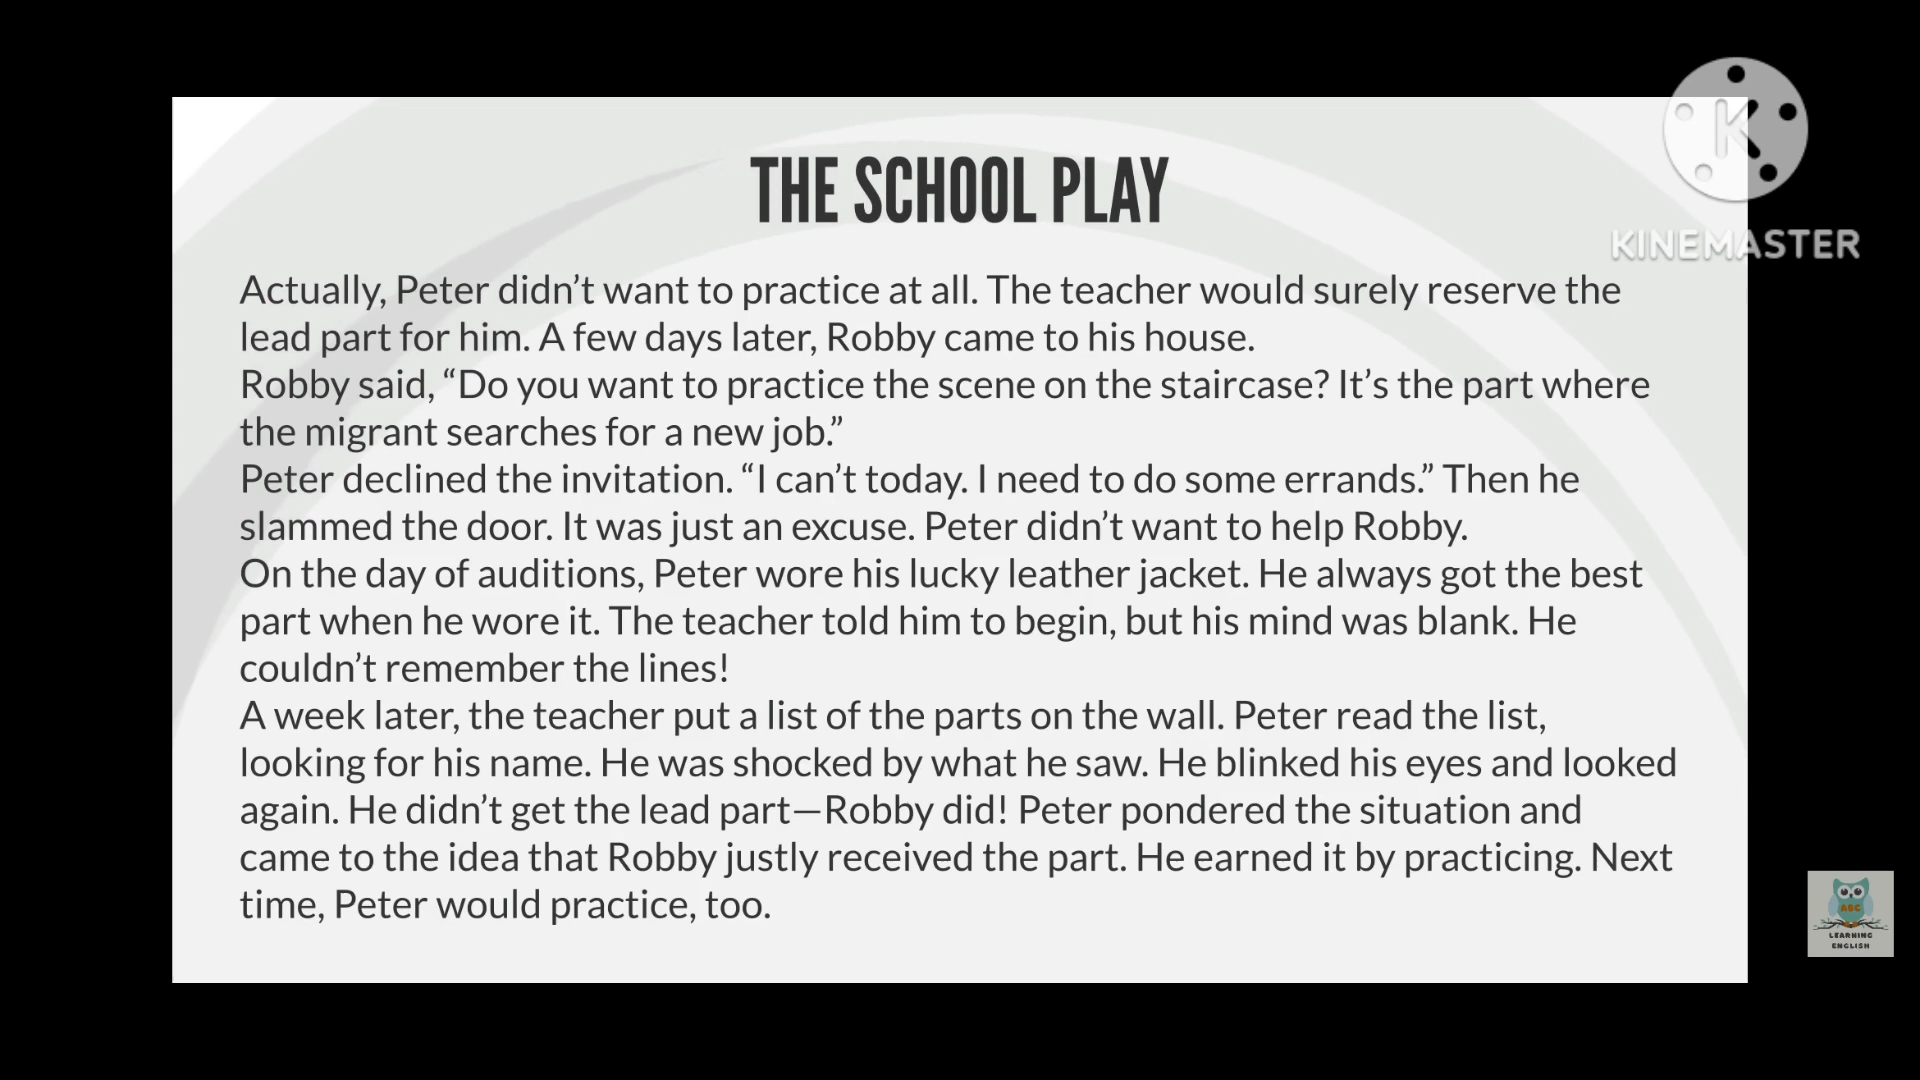 THE SCHOOL PLAY
KINEMASTER
Actually, Peter didn’t want to practice at all. The teacher would surely reserve the
lead part for him. A few days later, Robby came to his house.
Robby said, “Do you want to practice the scene on the staircase? It’s the part where
the migrant searches for a new job.”
Peter declined the invitation. “I can’t today. I need to do some errands.” Then he
slammed the door. It was just an excuse. Peter didn’t want to help Robby.
On the day of auditions, Peter wore his lucky leather jacket. He always got the best
part when he wore it. The teacher told him to begin, but his mind was blank. He
couldn’t remember the lines!
A week later, the teacher put a list of the parts on the wall. Peter read the list,
looking for his name. He was shocked by what he saw. He blinked his eyes and looked
again. He didn’t get the lead part—Robby did! Peter pondered the situation and
came to the idea that Robby justly received the part. He earned it by practicing. Next
time, Peter would practice, too.
ABC
LEARNING
ENGLISH